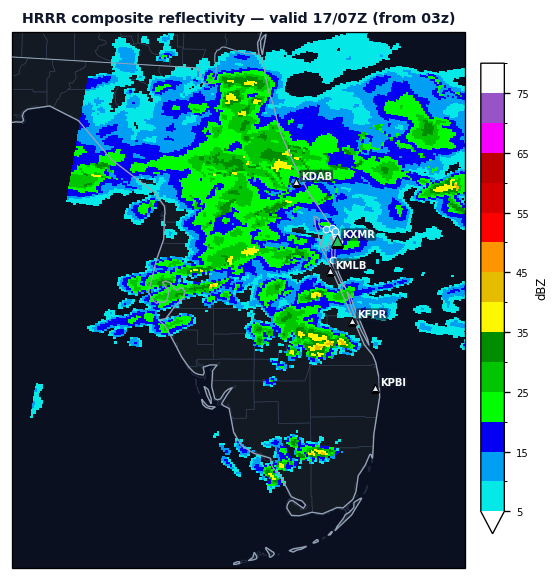 HRRR composite reflectivity — valid 17/07Z (from 03z)
75
65
KDAB
55
KXMR
KMLB
45
dBZ
KFPR
35
KPBI
25
15
5